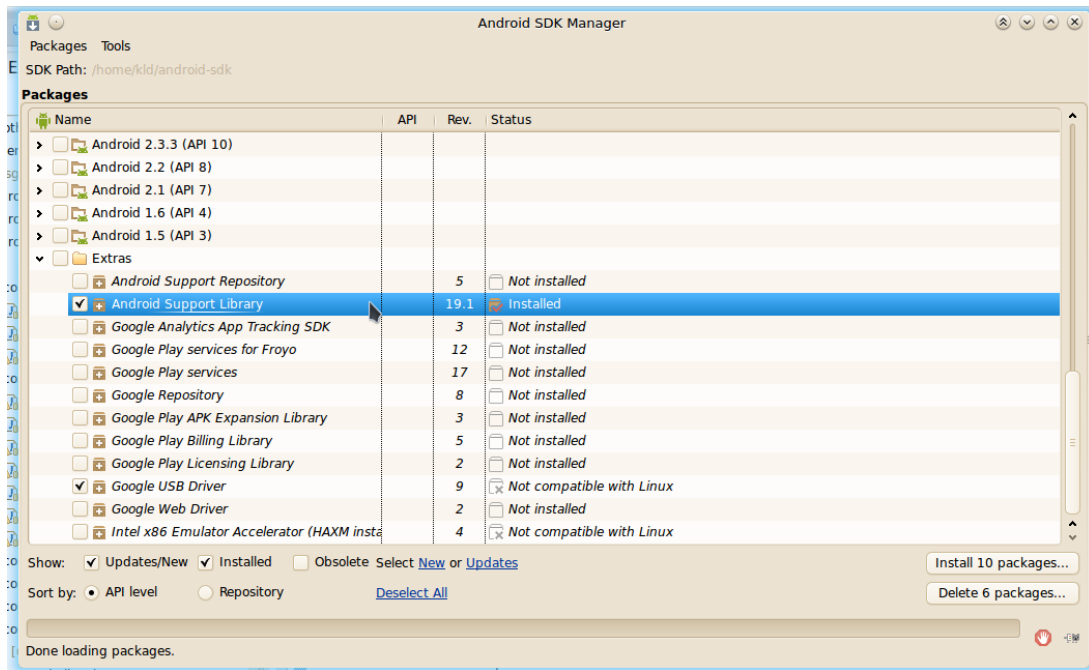 Android SDK Manager
Packages Tools
SDK Path: /home/kld/android-sdk
Packages
Name API Rev. Status
Android 2.3.3 (API 10)
Android 2.2 (API 8)
Android 2.1 (API 7)
Android 1.6 (API 4)
Android 1.5 (API 3)
Extras
Android Support Repository 5 Not installed
Android Support Library 19.1 Installed
Google Analytics App Tracking SDK 3 Not installed
Google Play services for Froyo 12 Not installed
Google Play services 17 Not installed
Google Repository 8 Not installed
Google Play APK Expansion Library 3 Not installed
Google Play Billing Library 5 Not installed
Google Play Licensing Library 2 Not installed
Google USB Driver 9 Not compatible with Linux
Google Web Driver 2 Not installed
Intel x86 Emulator Accelerator (HAXM insta 4 Not compatible with Linux
Show: Updates/New Installed Obsolete Select New or Updates Install 10 packages...
Sort by: API level Repository Deselect All Delete 6 packages...
Done loading packages.